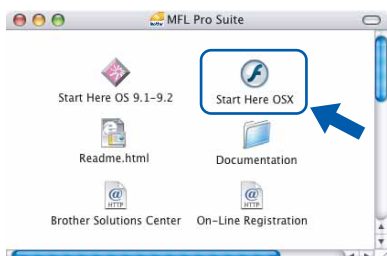 MFL Pro Suite
Start Here OS 9.1-9.2
Start Here OSX
Readme.html
Documentation
@
HTTP
@
HTTP
Brother Solutions Center
On-Line Registration